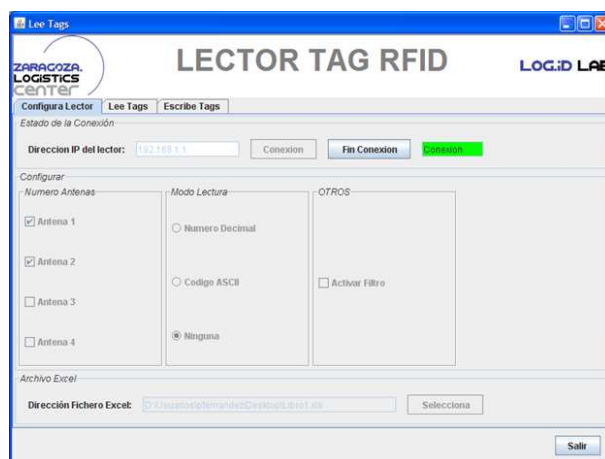 Lee Tags
ZARAGOZA.
LOGISTICS
CENTER
LECTOR TAG RFID
LOG.iD LAB
Configura Lector Lee Tags Escribe Tags
Estado de la Conexión
Direccion IP del lector: 192.168.1.1 Conexion Fin Conexion Conexion
Configurar
Numero Antenas Modo Lectura OTROS
Antena 1
Numero Decimal
Antena 2
Codigo ASCII Activar Filtro
Antena 3
Ninguna
Antena 4
Archivo Excel
Dirección Fichero Excel: Selecciona
Salir